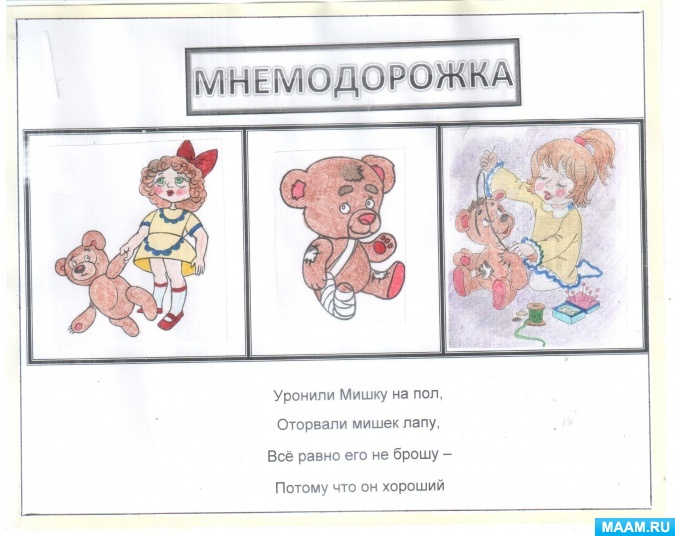 МНЕМОДОРОЖКА
Уронили Мишку на пол,
Оторвали мишек лапу,
Всё равно его не брошу –
Потому что он хороший
MAAM.RU